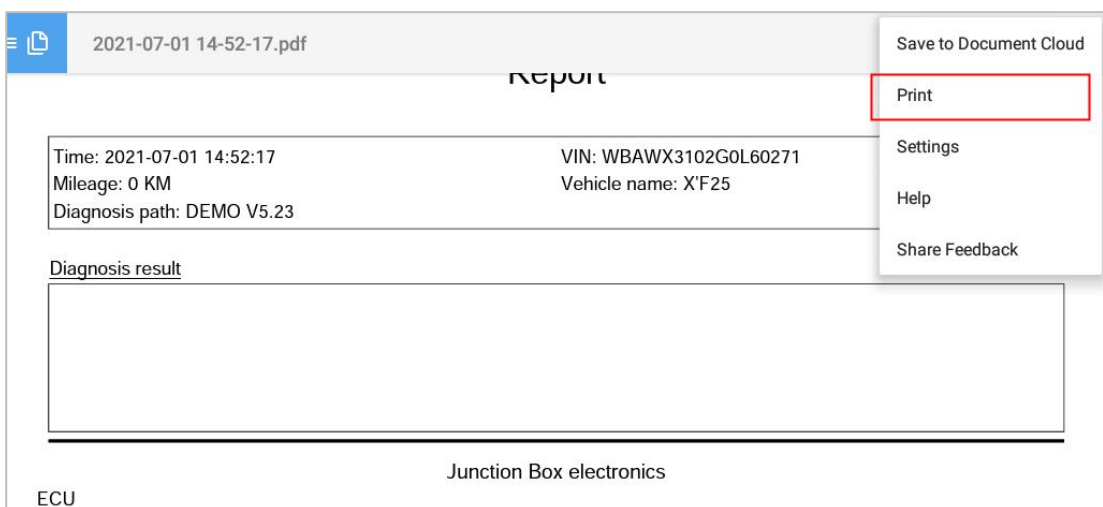 2021-07-01 14-52-17.pdf
Save to Document Cloud
Print
Settings
Help
Share Feedback
Report
Time: 2021-07-01 14:52:17
VIN: WBAWX3102G0L60271
Mileage: 0 KM
Vehicle name: X'F25
Diagnosis path: DEMO V5.23
Diagnosis result
Junction Box electronics
ECU